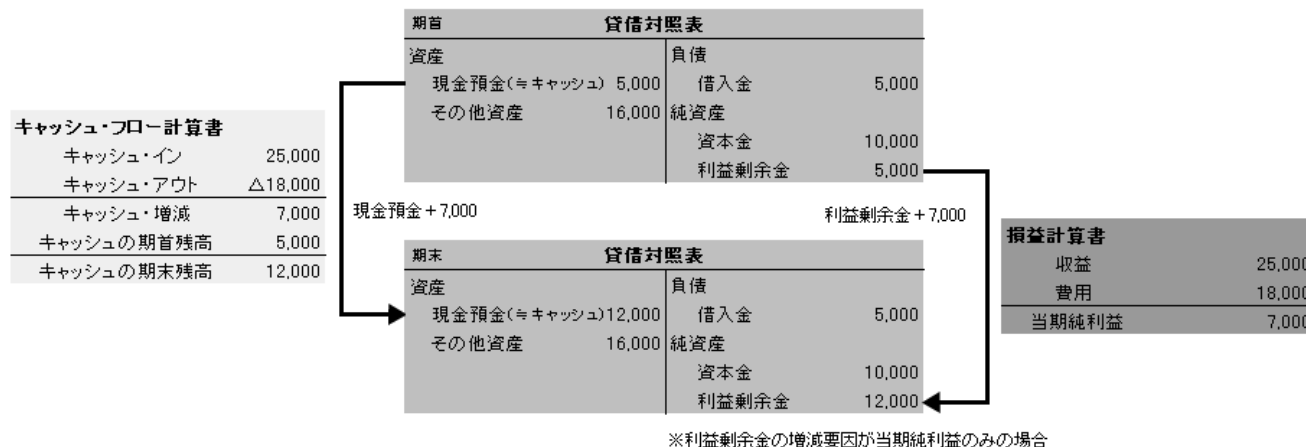 期首 貸借対照表
資産 負債
現金預金(≒キャッシュ) 5,000 借入金 5,000
その他資産 16,000 純資産
資本金 10,000
利益剰余金 5,000
キャッシュ・フロー計算書
キャッシュ・イン 25,000
キャッシュ・アウト △18,000
キャッシュ・増減 7,000
キャッシュの期首残高 5,000
キャッシュの期末残高 12,000
現金預金+7,000
利益剰余金+7,000
期末 貸借対照表
資産 負債
現金預金(≒キャッシュ)12,000 借入金 5,000
その他資産 16,000 純資産
資本金 10,000
利益剰余金 12,000
損益計算書
収益 25,000
費用 18,000
当期純利益 7,000
※利益剰余金の増減要因が当期純利益のみの場合